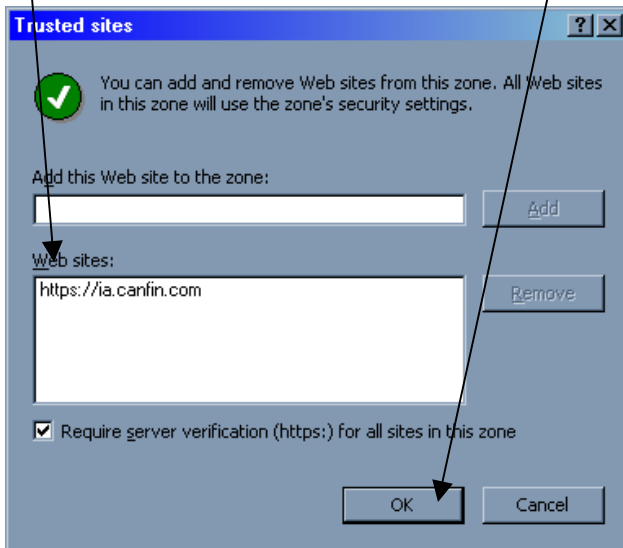 Trusted sites
You can add and remove Web sites from this zone. All Web sites
in this zone will use the zone's security settings.
Add this Web site to the zone:
Add
Web sites:
https://ia.canfin.com
Remove
Require server verification (https:) for all sites in this zone
OK
Cancel